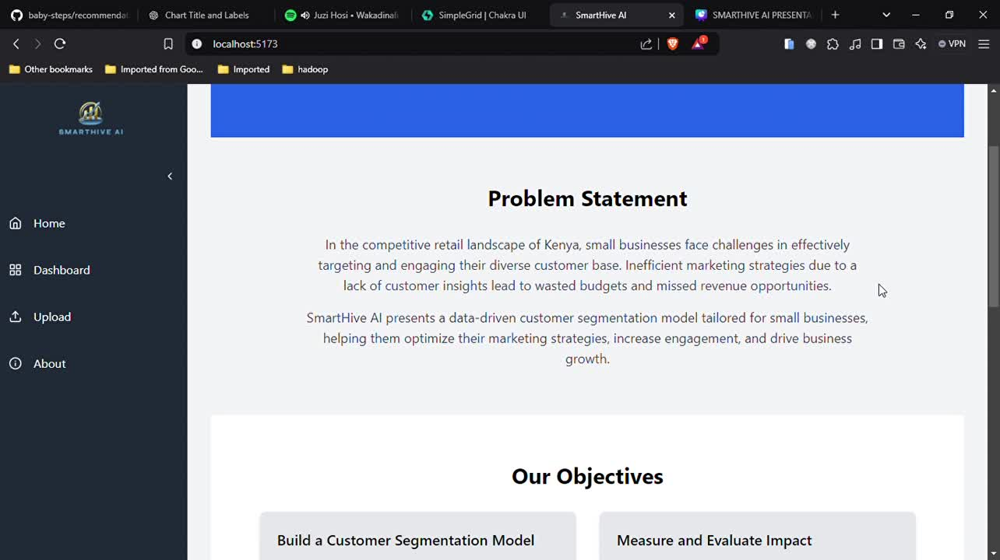 baby-steps/recommendat
Chart Title and Labels
Juzi Hosi • Wakadinali
SimpleGrid | Chakra UI
SmartHive AI
SMARTHIVE AI PRESENTA
localhost:5173
1
VPN
Other bookmarks
Imported from Goo...
Imported
hadoop
SMARTHIVE AI
Home
Dashboard
Upload
About
Problem Statement
In the competitive retail landscape of Kenya, small businesses face challenges in effectively
targeting and engaging their diverse customer base. Inefficient marketing strategies due to a
lack of customer insights lead to wasted budgets and missed revenue opportunities.
SmartHive AI presents a data-driven customer segmentation model tailored for small businesses,
helping them optimize their marketing strategies, increase engagement, and drive business
growth.
Our Objectives
Build a Customer Segmentation Model
Measure and Evaluate Impact